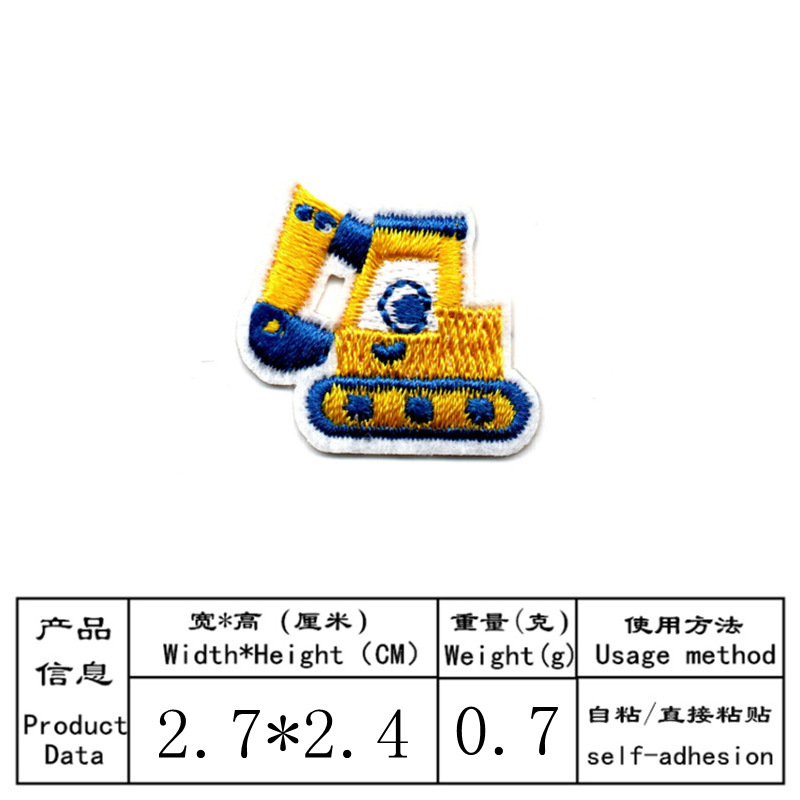 产品
信息
Product
Data
宽*高 (厘米)
Width*Height (CM)
2.7*2.4
重量(克)
Weight(g)
0.7
使用方法
Usage method
自粘/直接粘贴
self-adhesion